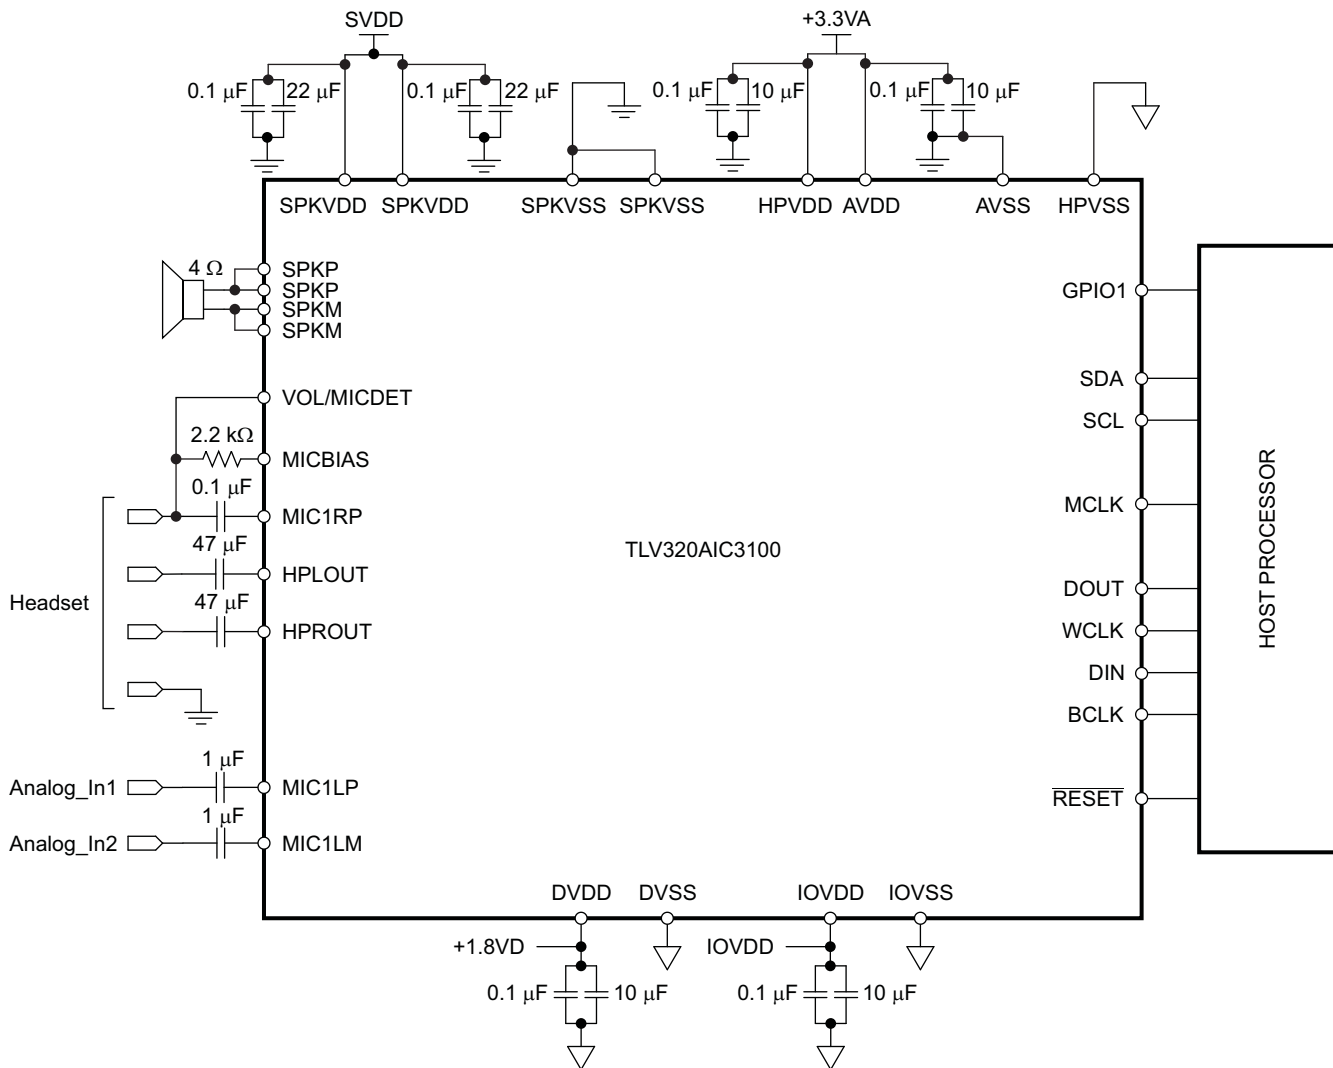 SVDD
+3.3VA
0.1 μF
22 μF
0.1 μF
22 μF
0.1 μF
10 μF
0.1 μF
10 μF
SPKVDD
SPKVDD
SPKVSS
SPKVSS
HPVDD
AVDD
AVSS
HPVSS
4 Ω
SPKP
SPKP
SPKM
SPKM
VOL/MICDET
2.2 kΩ
MICBIAS
0.1 μF
MIC1RP
47 μF
HPLOUT
47 μF
HPROUT
Headset
1 μF
Analog_In1
MIC1LP
1 μF
Analog_In2
MIC1LM
TLV320AIC3100
GPIO1
SDA
SCL
MCLK
DOUT
WCLK
DIN
BCLK
RESET
HOST PROCESSOR
DVDD
DVSS
IOVDD
IOVSS
+1.8VD
IOVDD
0.1 μF
10 μF
0.1 μF
10 μF